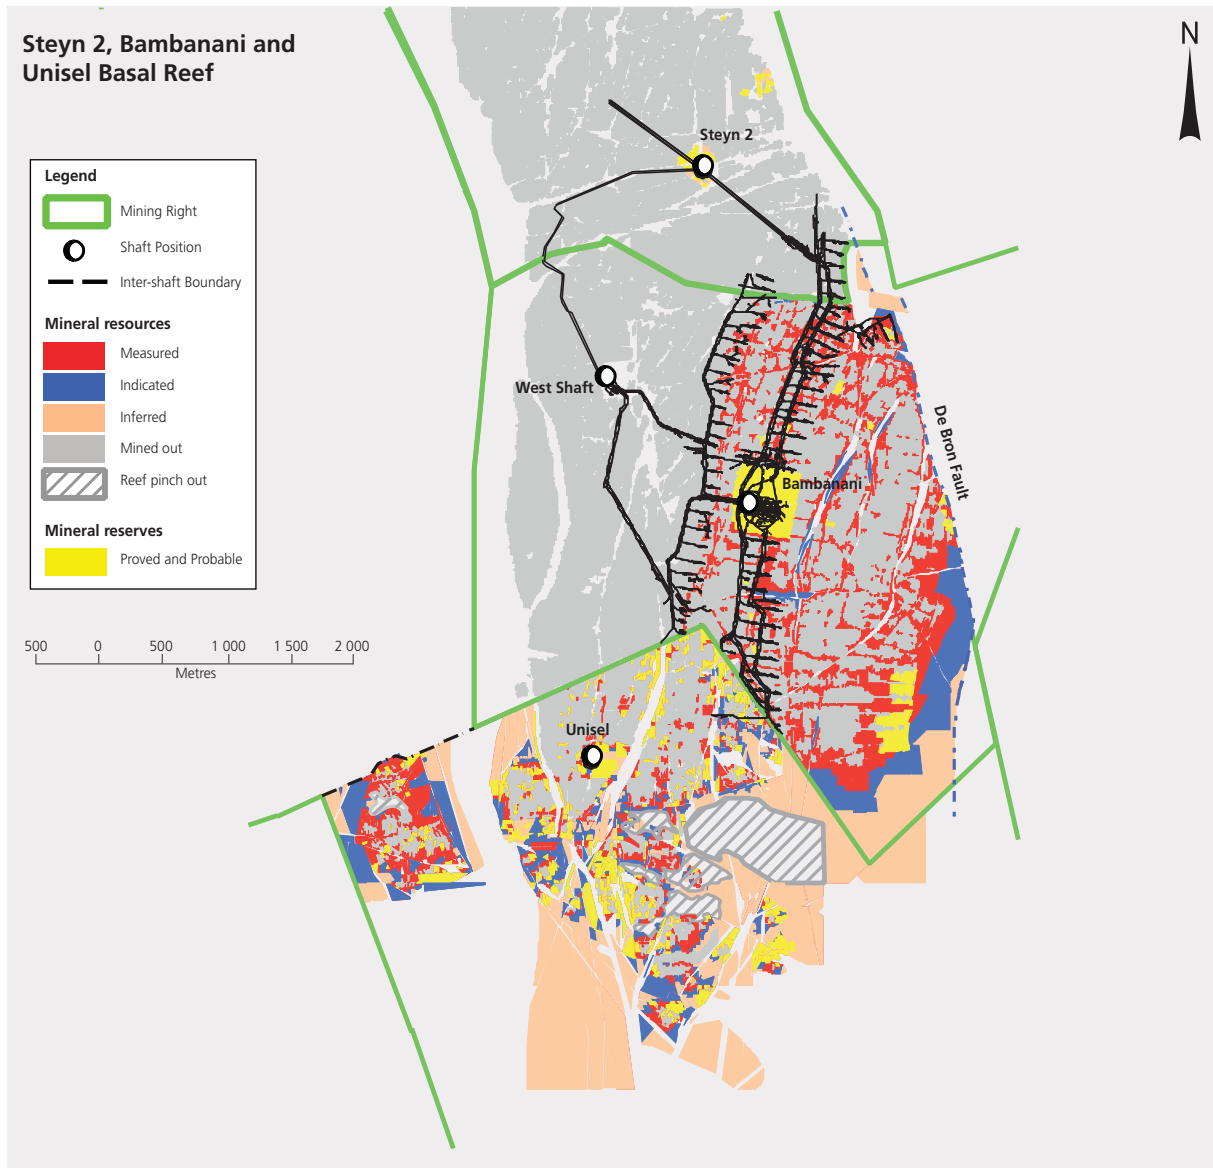 Steyn 2, Bambanani and
Unisel Basal Reef
N
Legend
Mining Right
Shaft Position
Inter-shaft Boundary
Mineral resources
Measured
Indicated
Inferred
Mined out
Reef pinch out
Mineral reserves
Proved and Probable
500 0 500 1 000 1 500 2 000
Metres
Steyn 2
West Shaft
De Bron Fault
Bambanani
Unisel